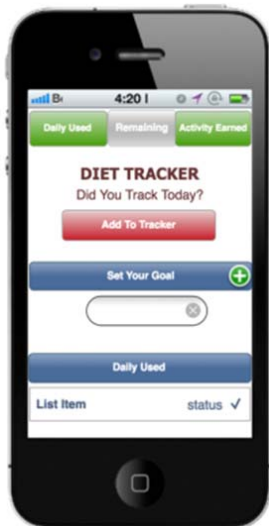 4:20
Daily Used Remaining Activity Earned
DIET TRACKER
Did You Track Today?
Add To Tracker
Set Your Goal
Daily Used
List Item status